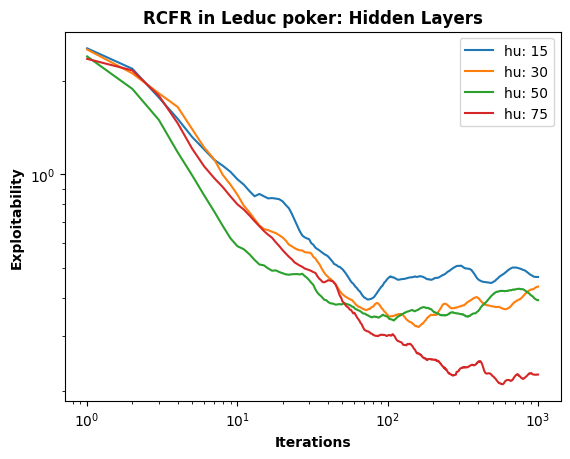 RCFR in Leduc poker: Hidden Layers
hu: 15
hu: 30
hu: 50
hu: 75
Exploitability
10⁰
10⁰
10¹
10²
10³
Iterations